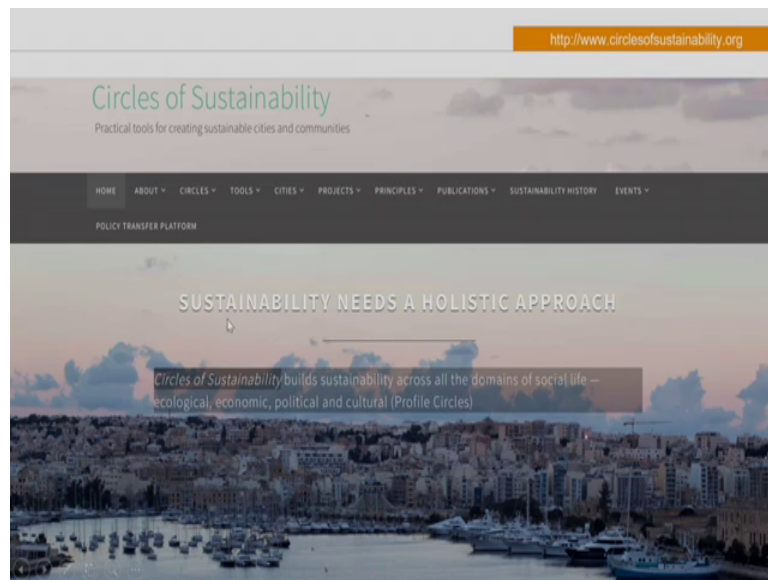 http://www.circlesofsustainability.org
Circles of Sustainability
Practical tools for creating sustainable cities and communities
HOME ABOUT CIRCLES TOOLS CITIES PROJECTS PRINCIPLES PUBLICATIONS SUSTAINABILITY HISTORY EVENTS
POLICY TRANSFER PLATFORM
SUSTAINABILITY NEEDS A HOLISTIC APPROACH
Circles of Sustainability builds sustainability across all the domains of social life —
ecological, economic, political and cultural (Profile Circles)